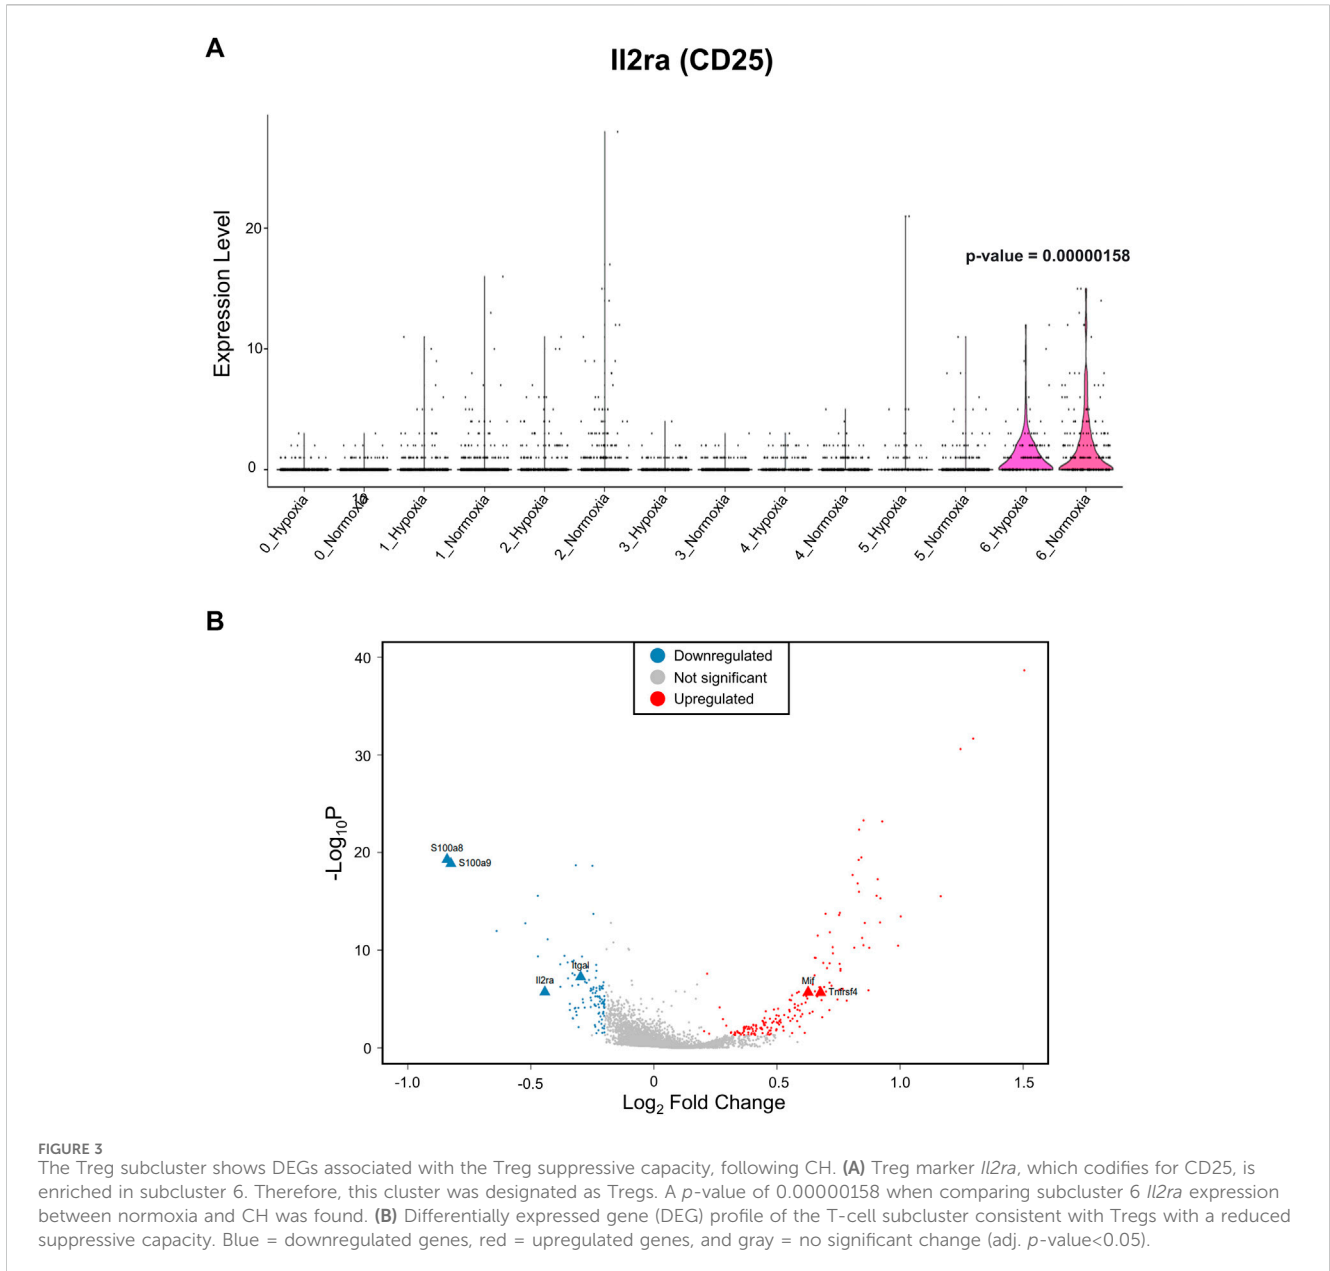 A
Il2ra (CD25)
Expression Level
20
10
0
p-value = 0.00000158
10
0_Hypoxia
0_Normoxia
1_Hypoxia
1_Normoxia
2_Hypoxia
2_Normoxia
3_Hypoxia
3_Normoxia
4_Hypoxia
4_Normoxia
5_Hypoxia
5_Normoxia
6_Hypoxia
6_Normoxia
B
Downregulated
Not significant
Upregulated
-Log10P
40
30
20
10
0
S100a8
S100a9
Il2ra
Itgal
Mif
Tnfrsf4
-1.0
-0.5
0
0.5
1.0
1.5
Log2 Fold Change
FIGURE 3
The Treg subcluster shows DEGs associated with the Treg suppressive capacity, following CH. (A) Treg marker Il2ra, which codifies for CD25, is
enriched in subcluster 6. Therefore, this cluster was designated as Tregs. A p-value of 0.00000158 when comparing subcluster 6 Il2ra expression
between normoxia and CH was found. (B) Differentially expressed gene (DEG) profile of the T-cell subcluster consistent with Tregs with a reduced
suppressive capacity. Blue = downregulated genes, red = upregulated genes, and gray = no significant change (adj. p-value<0.05).